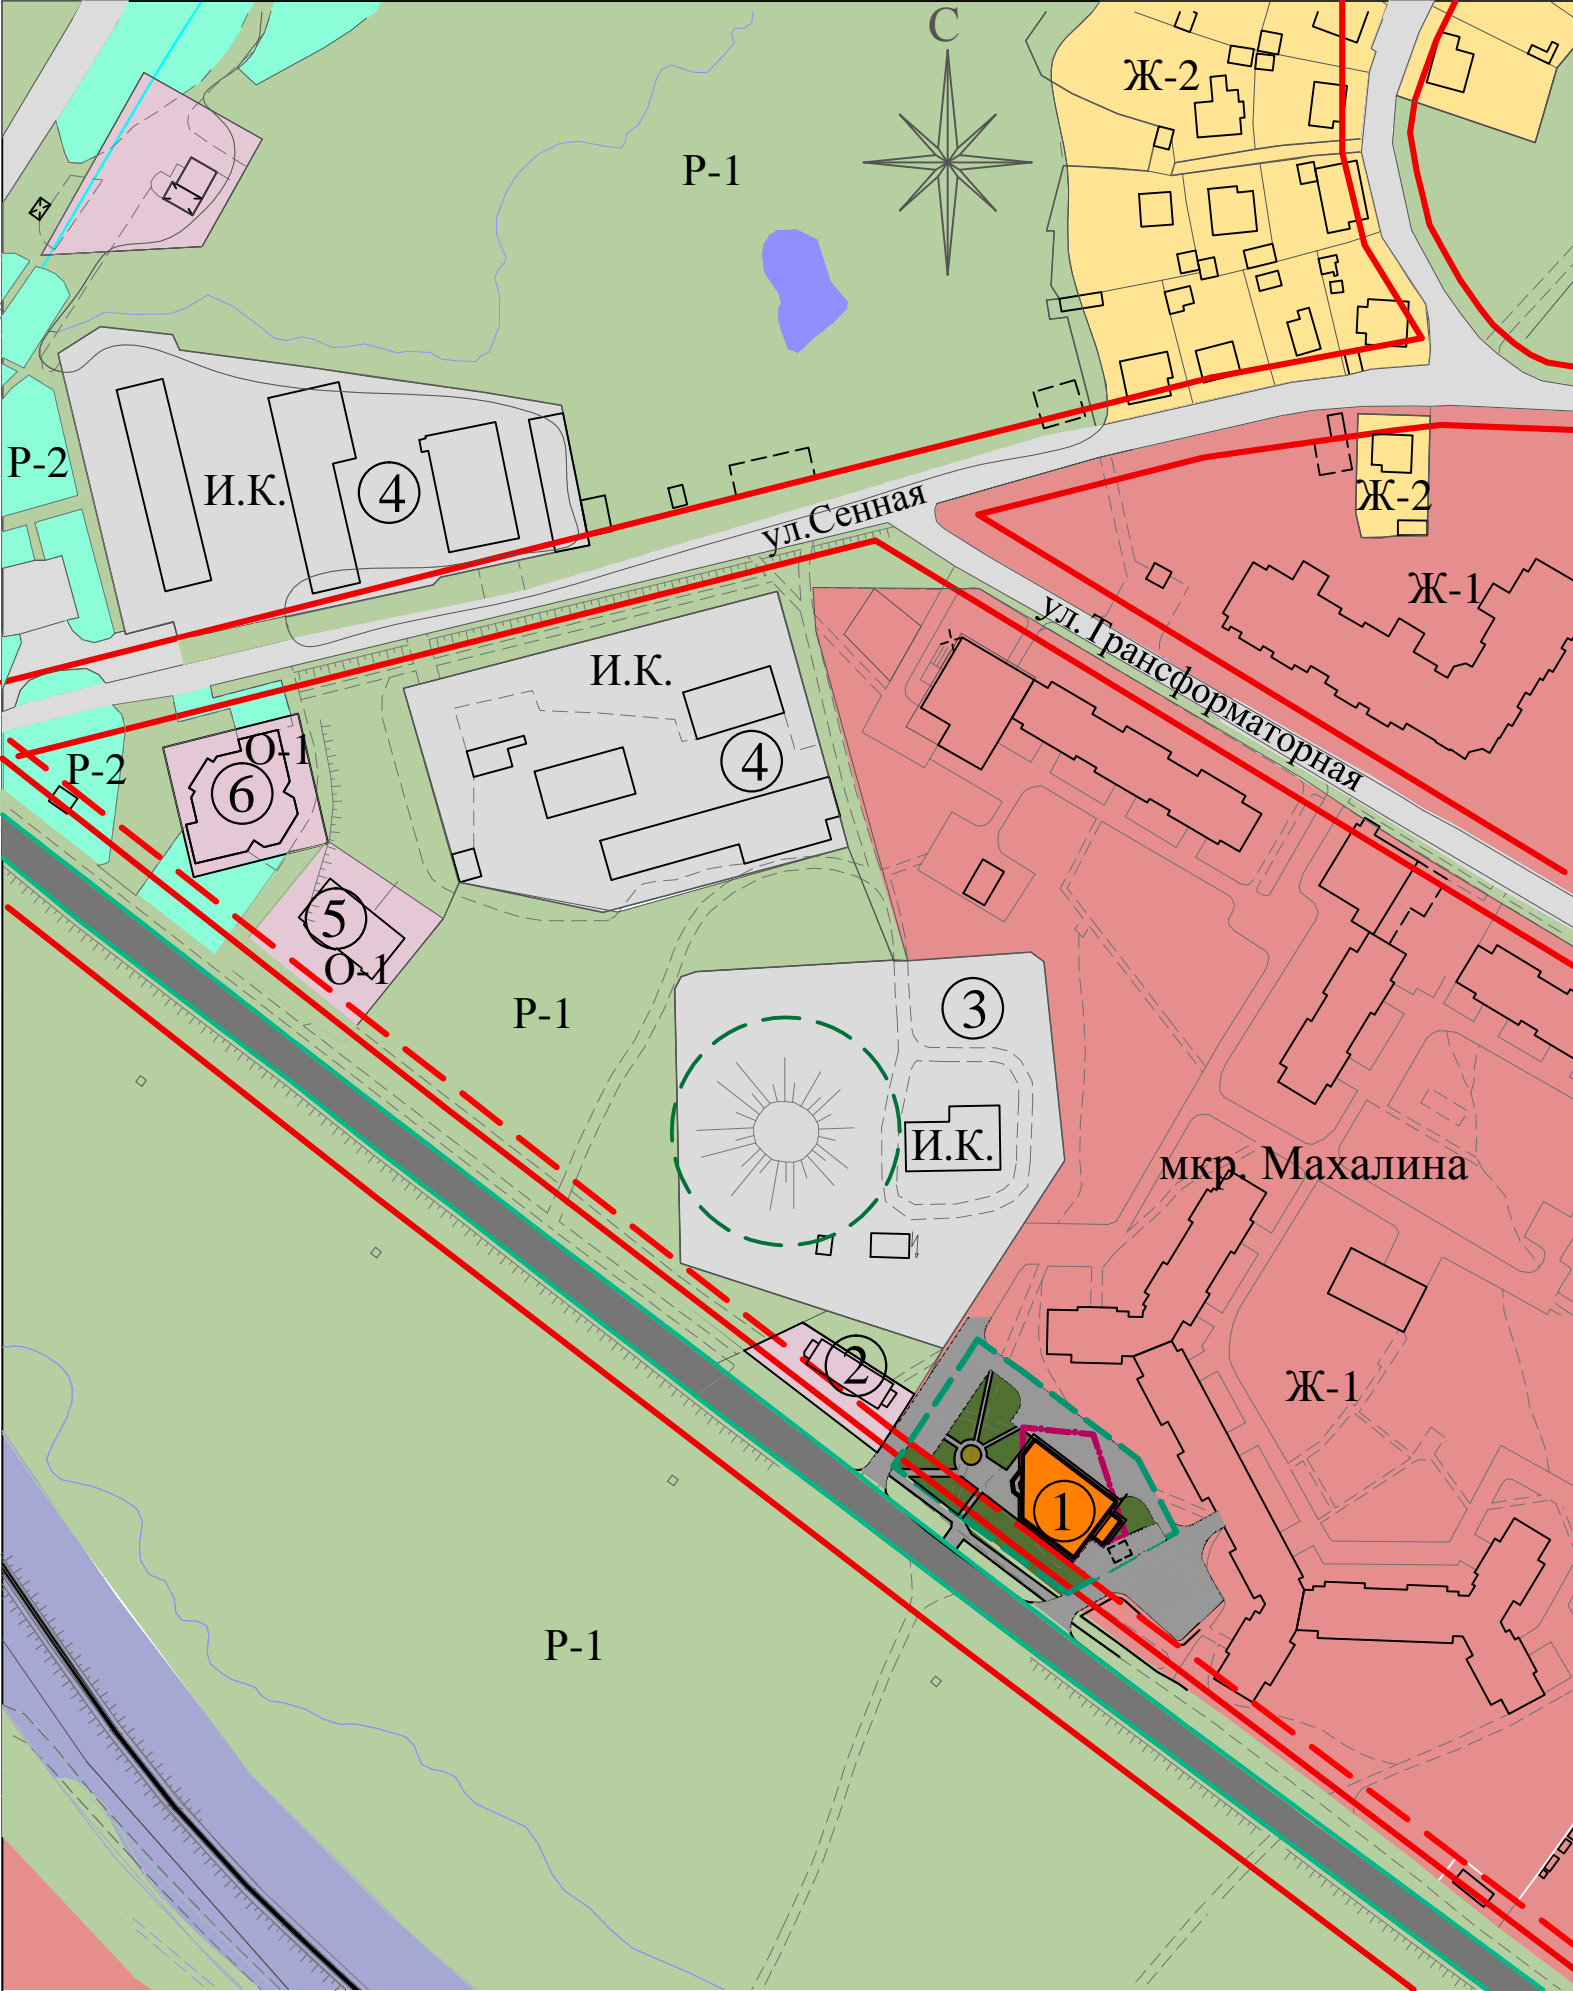 С
Ж-2
Р-1
Р-2
И.К.
4
ул.Сенная
Ж-2
Ж-1
ул.Трансформаторная
И.К.
4
О-1
6
Р-2
5
О-1
Р-1
3
И.К.
мкр. Махалина
2
Ж-1
1
Р-1